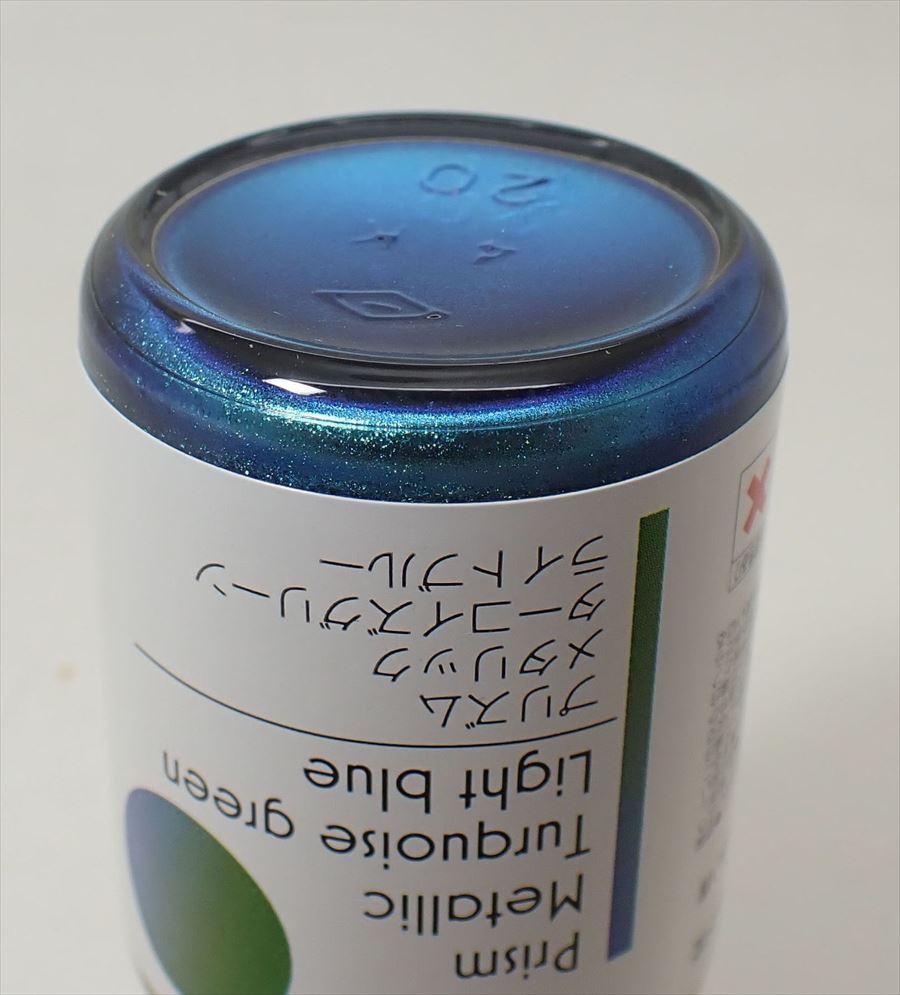 Prism
Metallic
Turquoise green
Light blue
プリズム
メタリック
ターコイズグリーン
ライトブルー
20